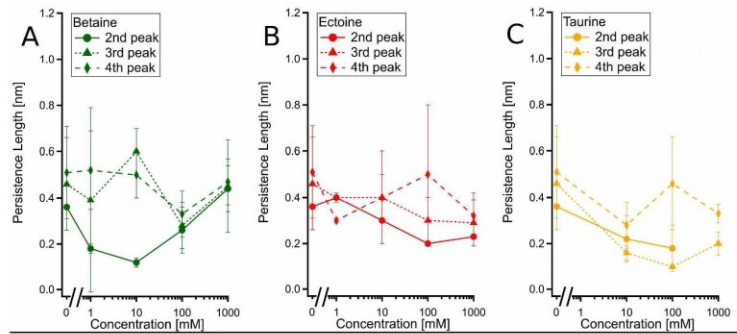 A
Betaine
2nd peak
3rd peak
4th peak
Persistence Length [nm]
1.2
1.0
0.8
0.6
0.4
0.2
0.0
0 1 10 100 1000
Concentration [mM]
B
Ectoine
2nd peak
3rd peak
4th peak
Persistence Length [nm]
1.2
1.0
0.8
0.6
0.4
0.2
0.0
0 1 10 100 1000
Concentration [mM]
C
Taurine
2nd peak
3rd peak
4th peak
Persistence Length [nm]
1.2
1.0
0.8
0.6
0.4
0.2
0.0
0 1 10 100 1000
Concentration [mM]